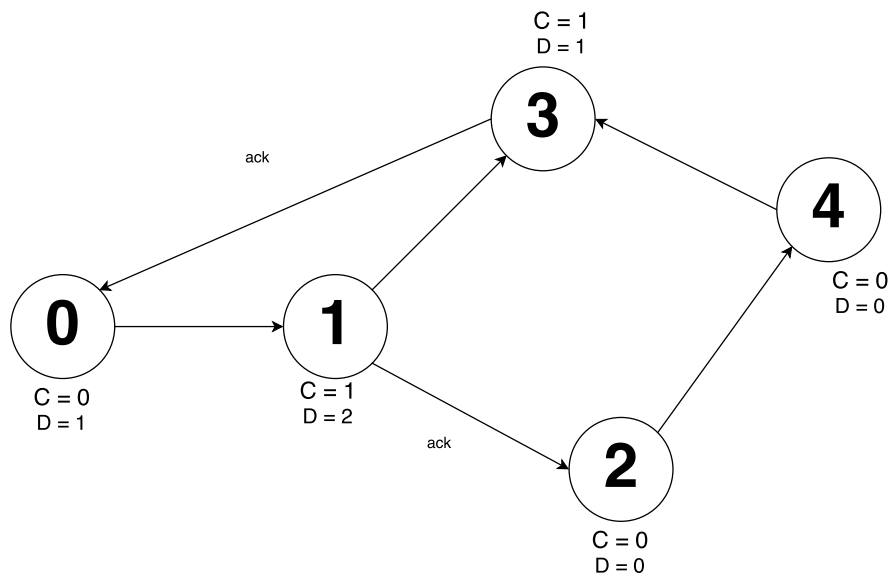 C = 1
D = 1
3
ack
4
C = 0
D = 0
0
1
C = 0
D = 1
C = 1
D = 2
ack
2
C = 0
D = 0